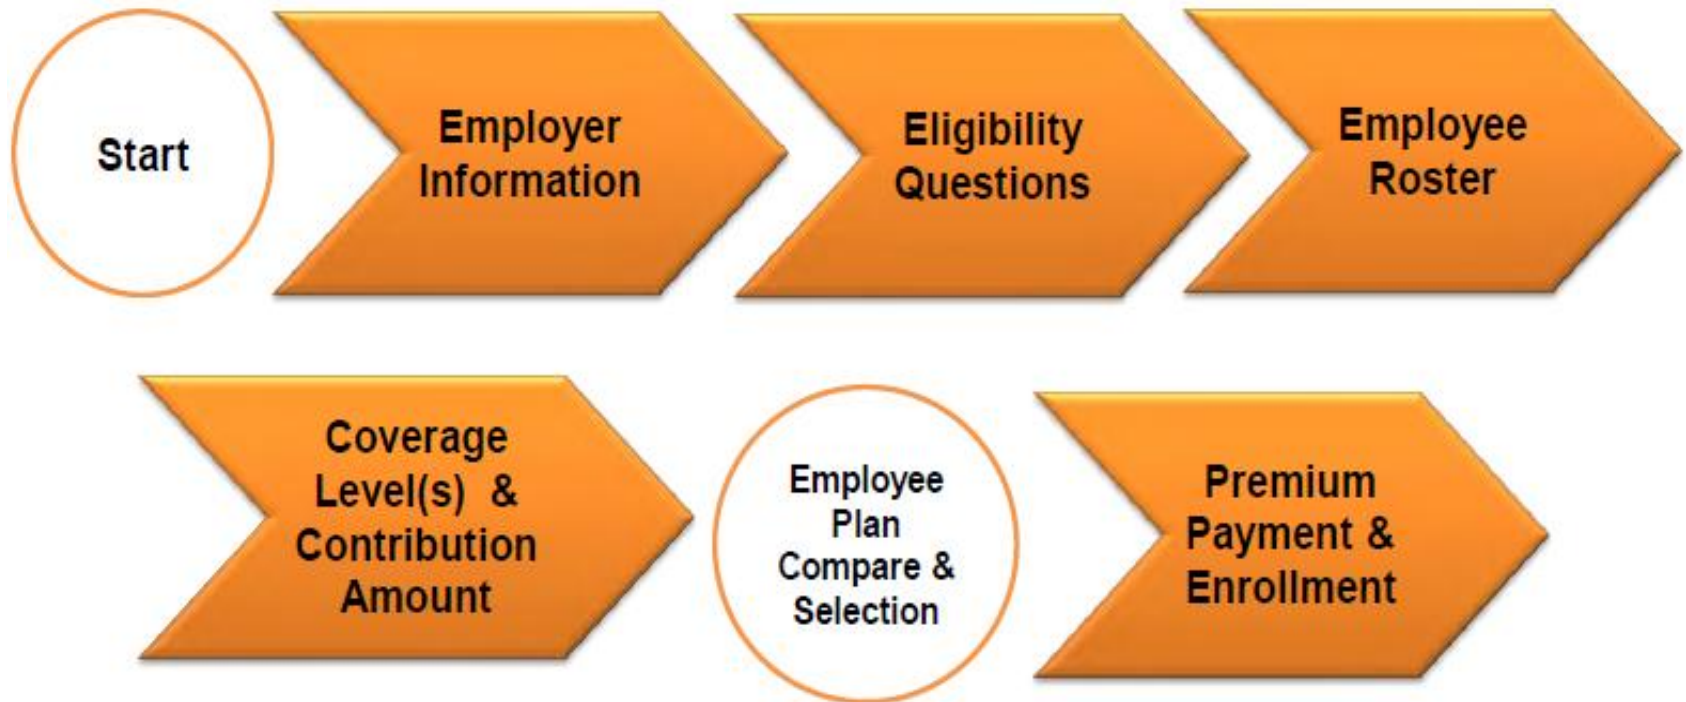 Start
Employer
Information
Eligibility
Questions
Employee
Roster
Coverage
Level(s) &
Contribution
Amount
Employee
Plan
Compare &
Selection
Premium
Payment &
Enrollment